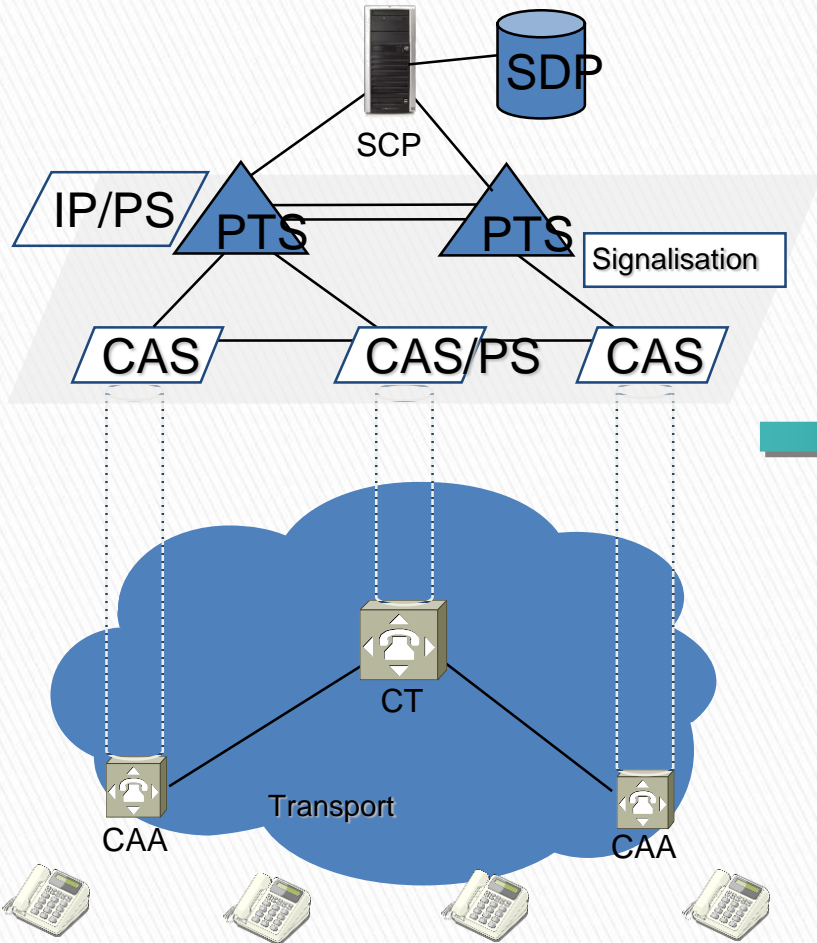 SDP
SCP
IP/PS
PTS
PTS
Signalisation
CAS
CAS/PS
CAS
CT
Transport
CAA
CAA